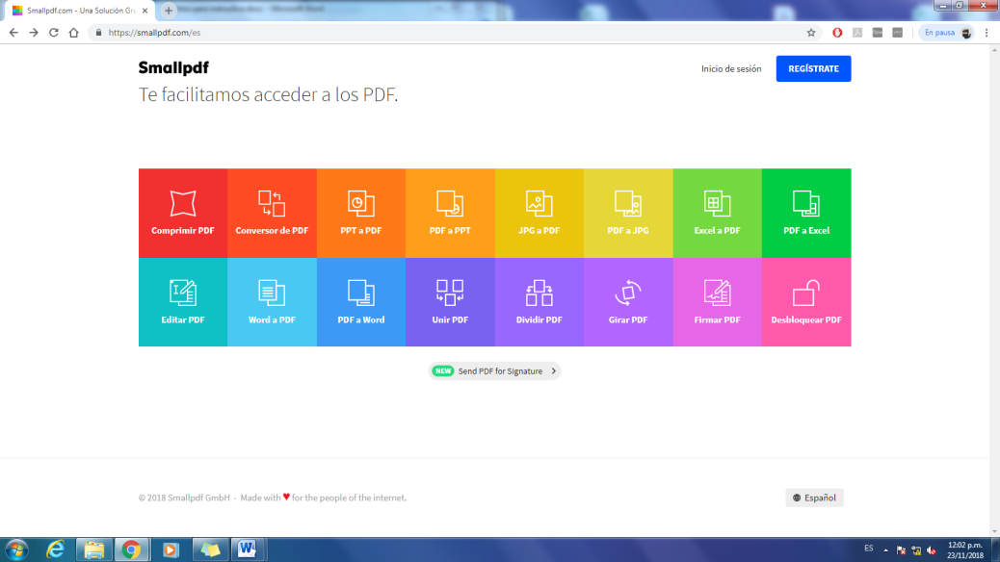 Smallpdf.com - Una Solución Gra
https://smallpdf.com/es
En pausa
Smallpdf
Inicio de sesión
REGÍSTRATE
Te facilitamos acceder a los PDF.
Comprimir PDF
Conversor de PDF
PPT a PDF
PDF a PPT
JPG a PDF
PDF a JPG
Excel a PDF
PDF a Excel
Editar PDF
Word a PDF
PDF a Word
Unir PDF
Dividir PDF
Girar PDF
Firmar PDF
Desbloquear PDF
NEW Send PDF for Signature
© 2018 Smallpdf GmbH - Made with ♥ for the people of the internet.
Español
ES
12:02 p.m.
23/11/2018